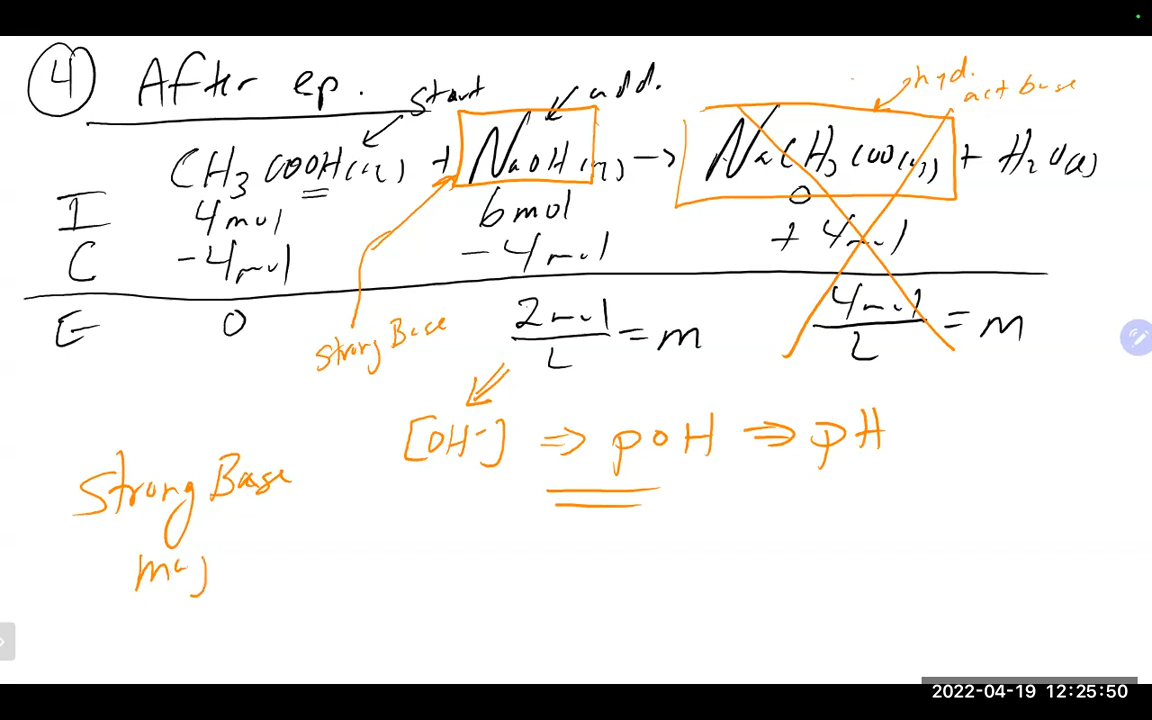 ④ After ep.
start
add.
hyd.
act base
CH3COOH(aq) + NaOH(aq) → NaCH3COO(aq) + H2O(l)
I 4mol 6mol 0
C -4mol -4mol + 4mol
E 0 2mol/L = M 4mol/L = M
Strong Base
[OH-] ⇒ pOH ⇒ pH
Strong Base
maj
2022-04-19 12:25:50